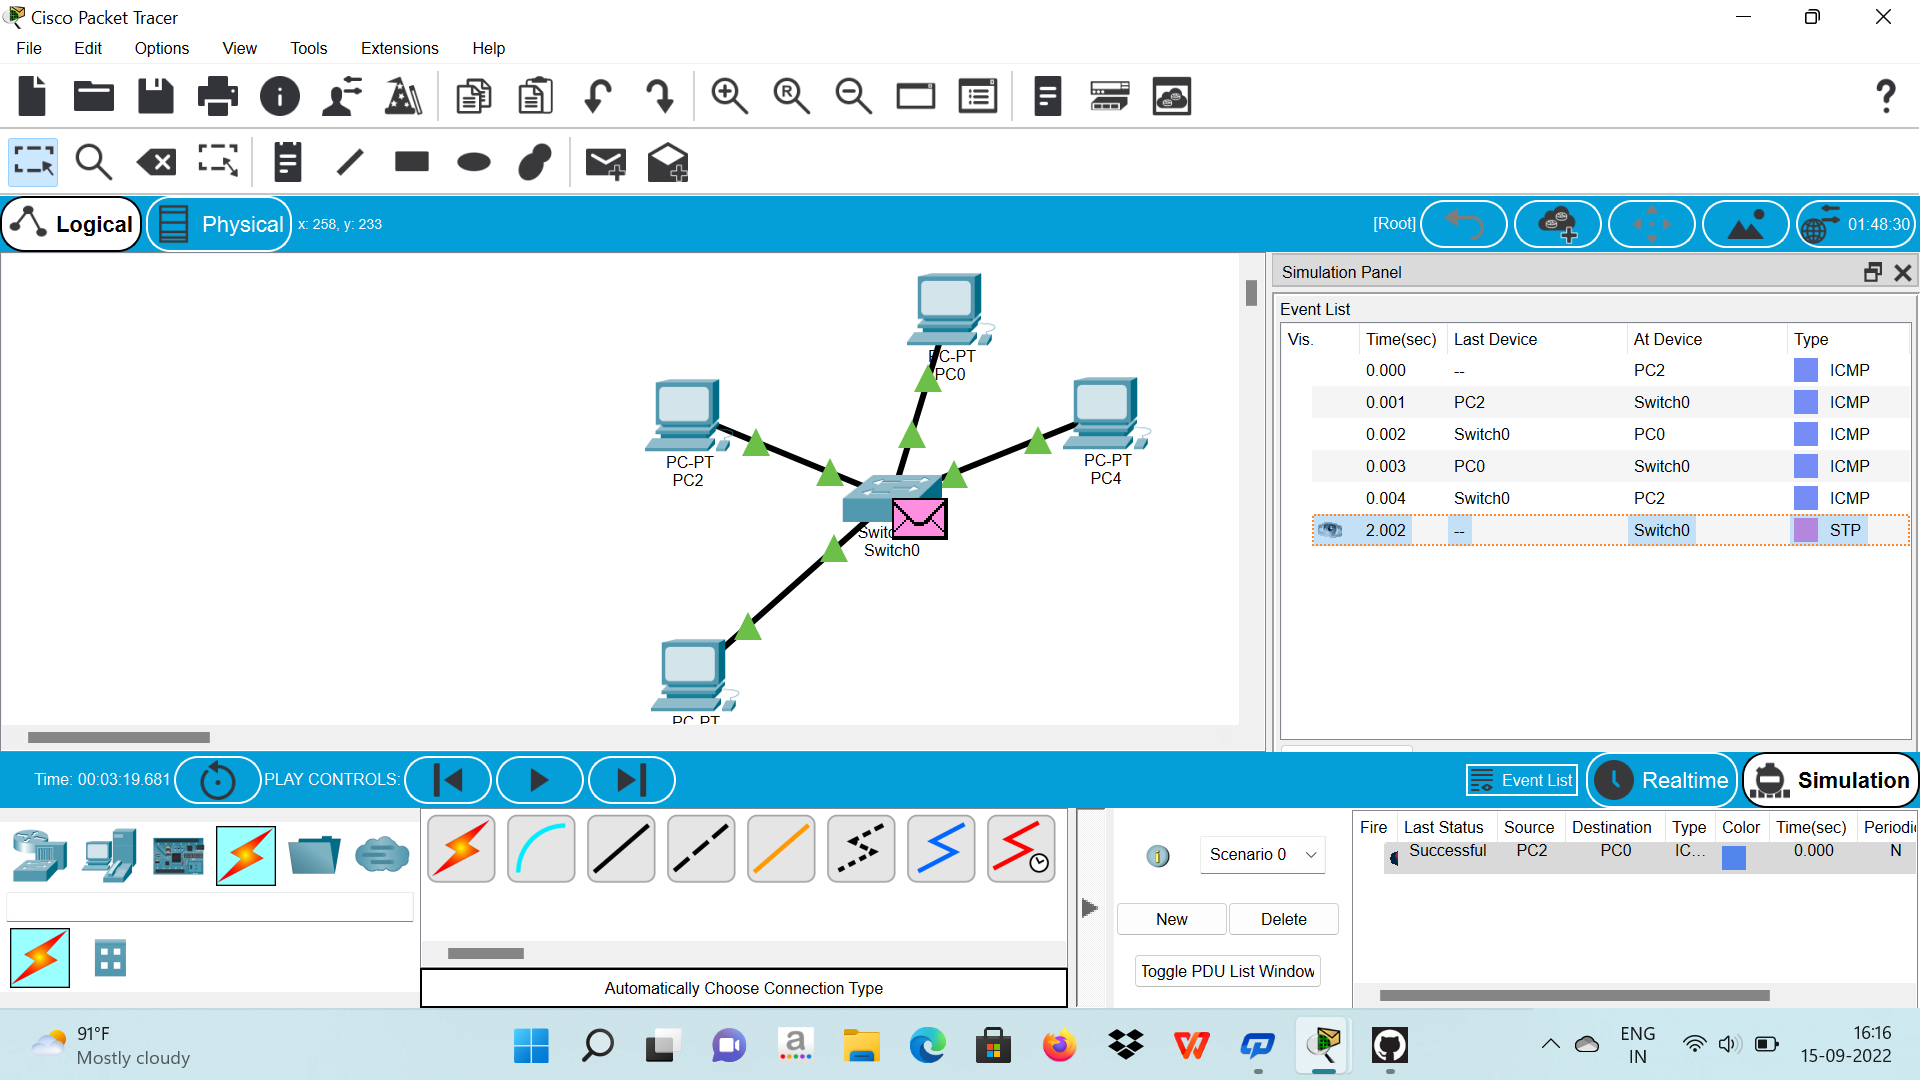 Cisco Packet Tracer
File Edit Options View Tools Extensions Help
Logical Physical x: 258, y: 233 [Root] 01:48:30
Simulation Panel
Event List
Vis. Time(sec) Last Device At Device Type
0.000 -- PC2 ICMP
0.001 PC2 Switch0 ICMP
0.002 Switch0 PC0 ICMP
0.003 PC0 Switch0 ICMP
0.004 Switch0 PC2 ICMP
2.002 -- Switch0 STP
PC-PT
PC0
PC-PT
PC2
PC-PT
PC4
Switc
Switch0
PC-PT
Time: 00:03:19.681 PLAY CONTROLS: Event List Realtime Simulation
Scenario 0
New Delete
Toggle PDU List Window
Fire Last Status Source Destination Type Color Time(sec) Periodic
Successful PC2 PC0 IC... 0.000 N
Automatically Choose Connection Type
91°F
Mostly cloudy
ENG
IN
16:16
15-09-2022